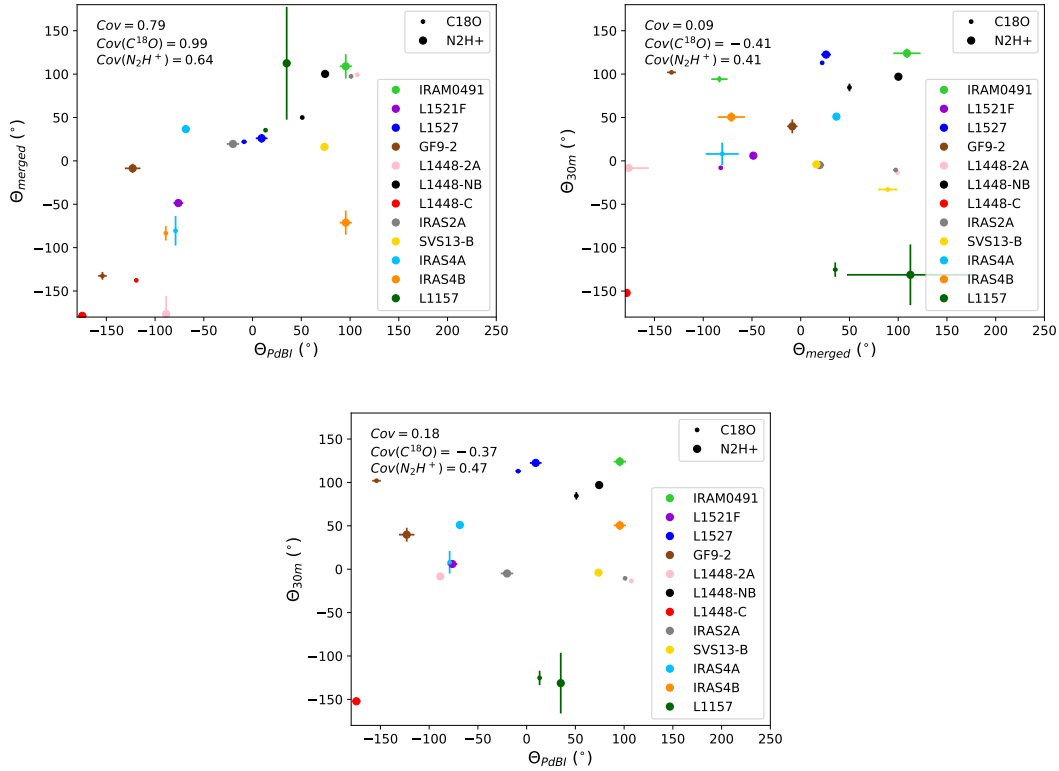 Cov = 0.79
Cov(C¹⁸O) = 0.99
Cov(N₂H⁺) = 0.64
C18O
N2H+
IRAM0491
L1521F
L1527
GF9-2
L1448-2A
L1448-NB
L1448-C
IRAS2A
SVS13-B
IRAS4A
IRAS4B
L1157
150
100
50
0
−50
−100
−150
Θmerged (°)
−150 −100 −50 0 50 100 150 200 250
ΘPdBI (°)
Cov = 0.09
Cov(C¹⁸O) = −0.41
Cov(N₂H⁺) = 0.41
C18O
N2H+
IRAM0491
L1521F
L1527
GF9-2
L1448-2A
L1448-NB
L1448-C
IRAS2A
SVS13-B
IRAS4A
IRAS4B
L1157
150
100
50
0
−50
−100
−150
Θ30m (°)
−150 −100 −50 0 50 100 150 200 250
Θmerged (°)
Cov = 0.18
Cov(C¹⁸O) = −0.37
Cov(N₂H⁺) = 0.47
C18O
N2H+
IRAM0491
L1521F
L1527
GF9-2
L1448-2A
L1448-NB
L1448-C
IRAS2A
SVS13-B
IRAS4A
IRAS4B
L1157
150
100
50
0
−50
−100
−150
Θ30m (°)
−150 −100 −50 0 50 100 150 200 250
ΘPdBI (°)